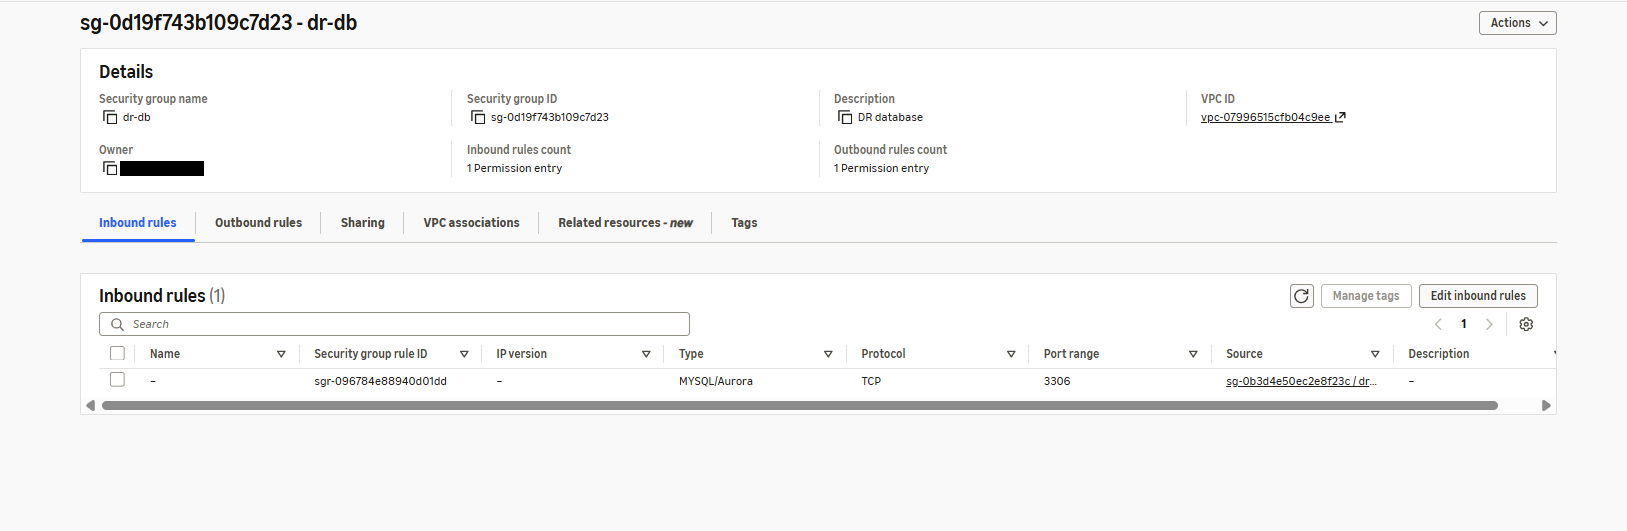 sg-0d19f743b109c7d23 - dr-db
Actions
Details
Security group name
dr-db
Security group ID
sg-0d19f743b109c7d23
Description
DR database
VPC ID
vpc-07996515cfb04c9ee
Owner
Inbound rules count
1 Permission entry
Outbound rules count
1 Permission entry
Inbound rules
Outbound rules
Sharing
VPC associations
Related resources - new
Tags
Inbound rules (1)
Manage tags
Edit inbound rules
Search
1
Name
Security group rule ID
IP version
Type
Protocol
Port range
Source
Description
–
sgr-096784e88940d01dd
–
MYSQL/Aurora
TCP
3306
sg-0b3d4e50ec2e8f23c / dr...
–